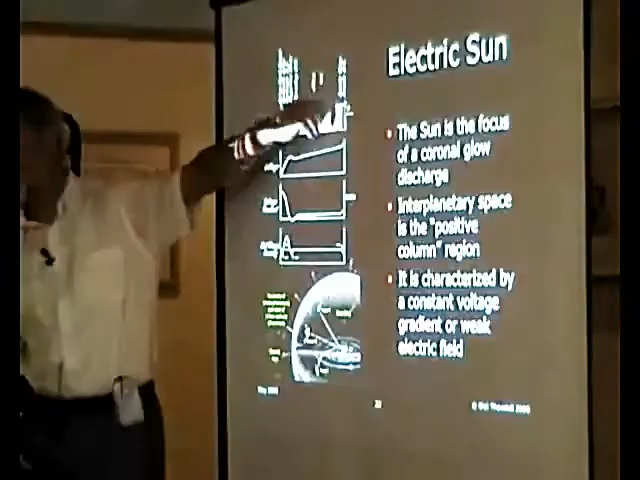 Electric Sun
The Sun is the focus
of a coronal glow
discharge
Interplanetary space
is the "positive
column" region
It is characterized by
a constant voltage
gradient or weak
electric field